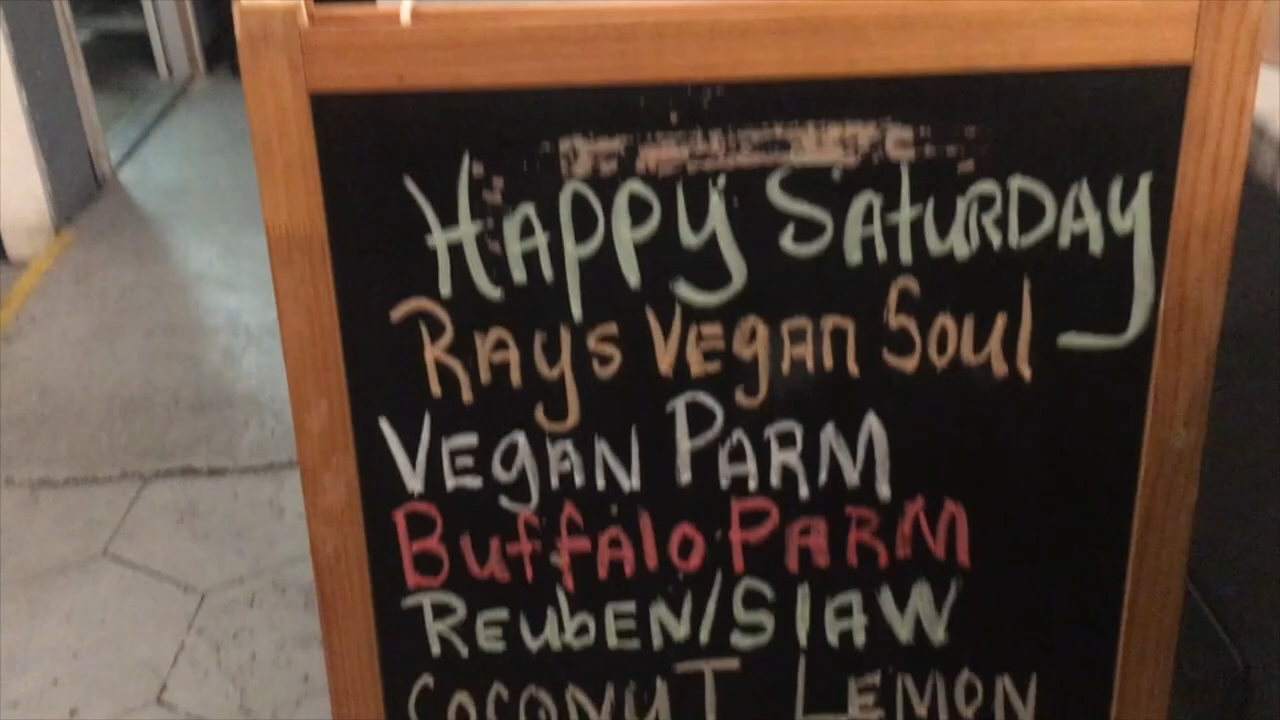 Happy Saturday
Rays Vegan Soul
Vegan Parm
Buffalo Parm
Reuben/Slaw
Coconut Lemon